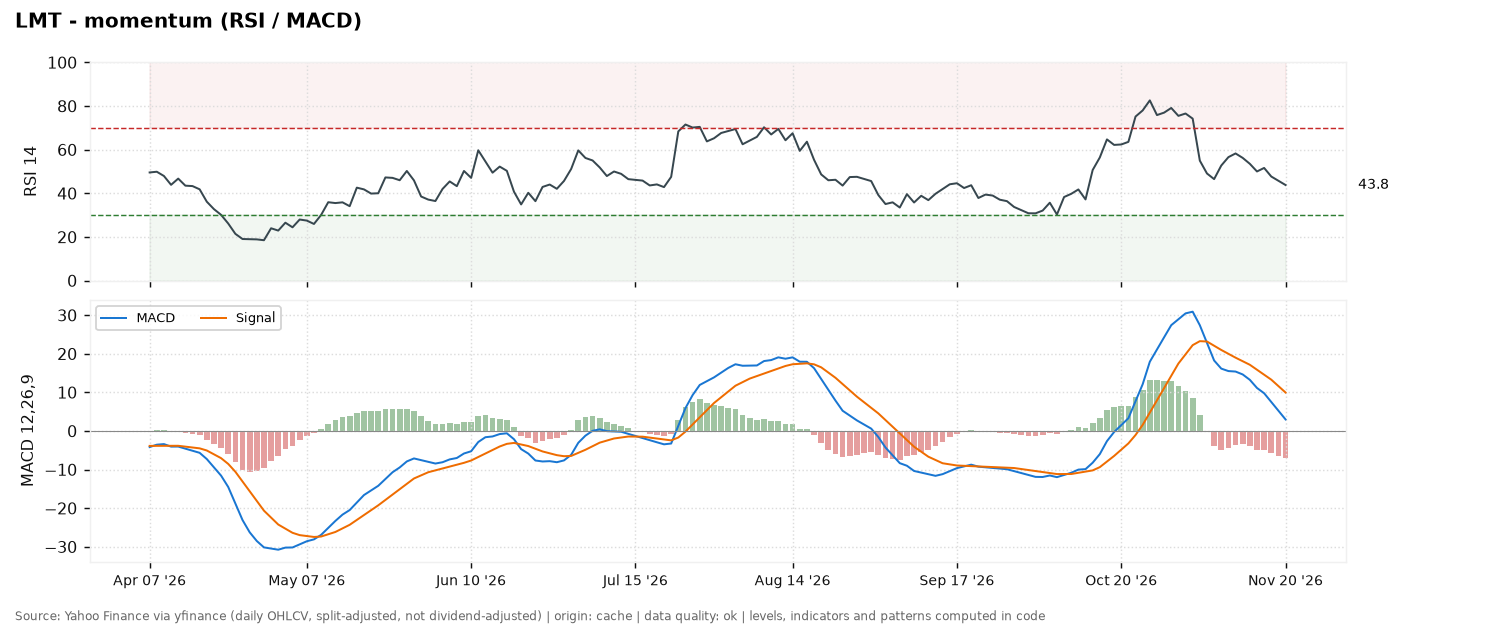 LMT - momentum (RSI / MACD)
100
80
60
40
20
0
RSI 14
43.8
MACD
Signal
30
20
10
0
−10
−20
−30
MACD 12,26,9
Apr 07 '26
May 07 '26
Jun 10 '26
Jul 15 '26
Aug 14 '26
Sep 17 '26
Oct 20 '26
Nov 20 '26
Source: Yahoo Finance via yfinance (daily OHLCV, split-adjusted, not dividend-adjusted) | origin: cache | data quality: ok | levels, indicators and patterns computed in code